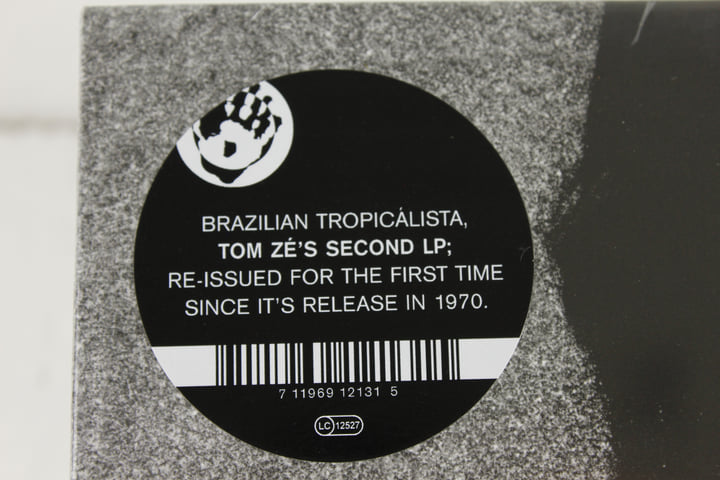 BRAZILIAN TROPICÁLISTA,
TOM ZÉ'S SECOND LP;
RE-ISSUED FOR THE FIRST TIME
SINCE IT'S RELEASE IN 1970.
7 11969 12131 5
LC 12527